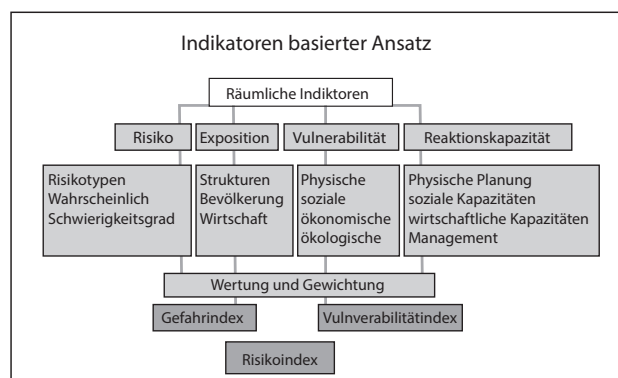 Indikatoren basierter Ansatz
Räumliche Indiktoren
Risiko
Exposition
Vulnerabilität
Reaktionskapazität
Risikotypen
Wahrscheinlich
Schwierigkeitsgrad
Strukturen
Bevölkerung
Wirtschaft
Physische
soziale
ökonomische
ökologische
Physische Planung
soziale Kapazitäten
wirtschaftliche Kapazitäten
Management
Wertung und Gewichtung
Gefahrindex
Vulnverabilitätindex
Risikoindex